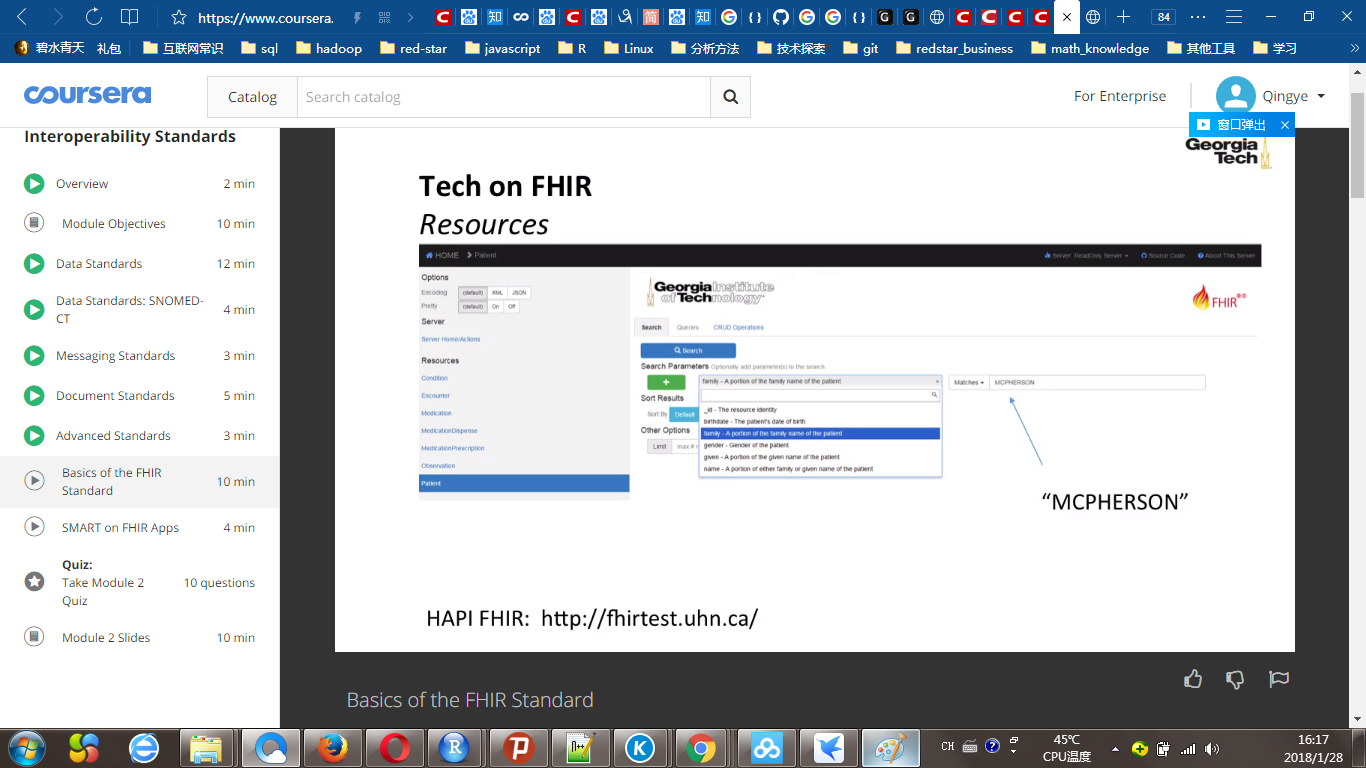 https://www.coursera.
84
碧水青天
礼包
互联网常识
sql
hadoop
red-star
javascript
R
Linux
分析方法
技术探索
git
redstar_business
math_knowledge
其他工具
学习
coursera
Catalog
Search catalog
For Enterprise
Qingye
窗口弹出
Interoperability Standards
Overview
2 min
Module Objectives
10 min
Data Standards
12 min
Data Standards: SNOMED-
CT
4 min
Messaging Standards
3 min
Document Standards
5 min
Advanced Standards
3 min
Basics of the FHIR
Standard
10 min
SMART on FHIR Apps
4 min
Quiz:
Take Module 2
Quiz
10 questions
Module 2 Slides
10 min
Georgia
Tech
Tech on FHIR
Resources
HOME
Patient
Server: ReadOnly Server
Source Code
About This Server
Options
Encoding
(default)
XML
JSON
Pretty
(default)
On
Off
Server
Server Home/Actions
Resources
Condition
Encounter
Medication
MedicationDispense
MedicationPrescription
Observation
Patient
Georgia Institute
of Technology
FHIR
Search
Queries
CRUD Operations
Search
Search Parameters Optionally add parameter(s) to the search
family - A portion of the family name of the patient
Matches
MCPHERSON
Sort Results
Sort By
Default
_id - The resource identity
birthdate - The patient's date of birth
family - A portion of the family name of the patient
Other Options
gender - Gender of the patient
Limit
max #
given - A portion of the given name of the patient
name - A portion of either family or given name of the patient
“MCPHERSON”
HAPI FHIR: http://fhirtest.uhn.ca/
Basics of the FHIR Standard
CH
45℃
CPU温度
16:17
2018/1/28